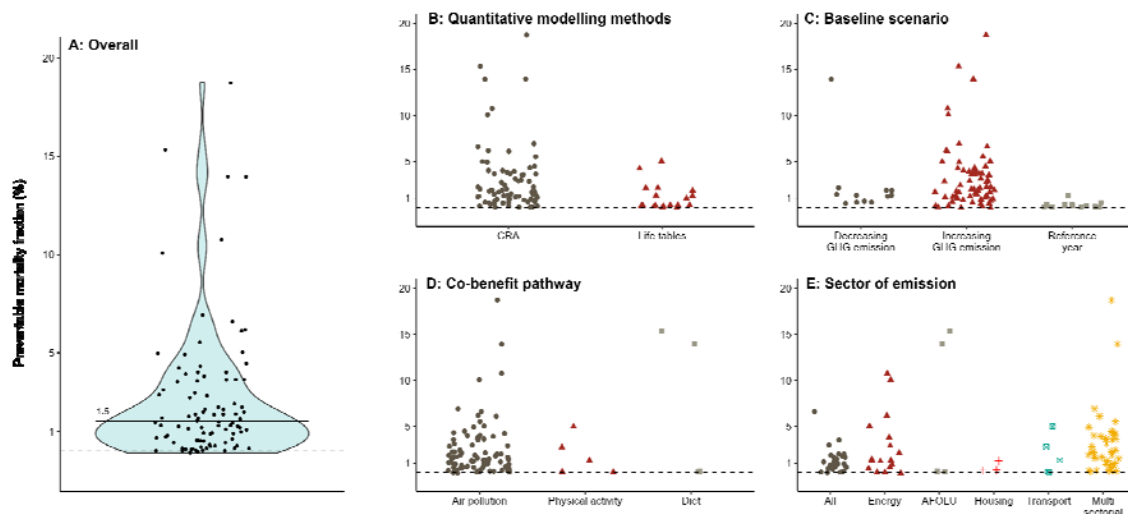 A: Overall
20
15
10
5
1
1.5
Preventable mortality fraction (%)
B: Quantitative modelling methods
20
15
10
5
1
CRA
Life tables
C: Baseline scenario
20
15
10
5
1
Decreasing
GHG emission
Increasing
GHG emission
Reference
year
D: Co-benefit pathway
20
15
10
5
1
Air pollution
Physical activity
Diet
E: Sector of emission
20
15
10
5
1
All
Energy
AFOLU
Housing
Transport
Multi
sectorial